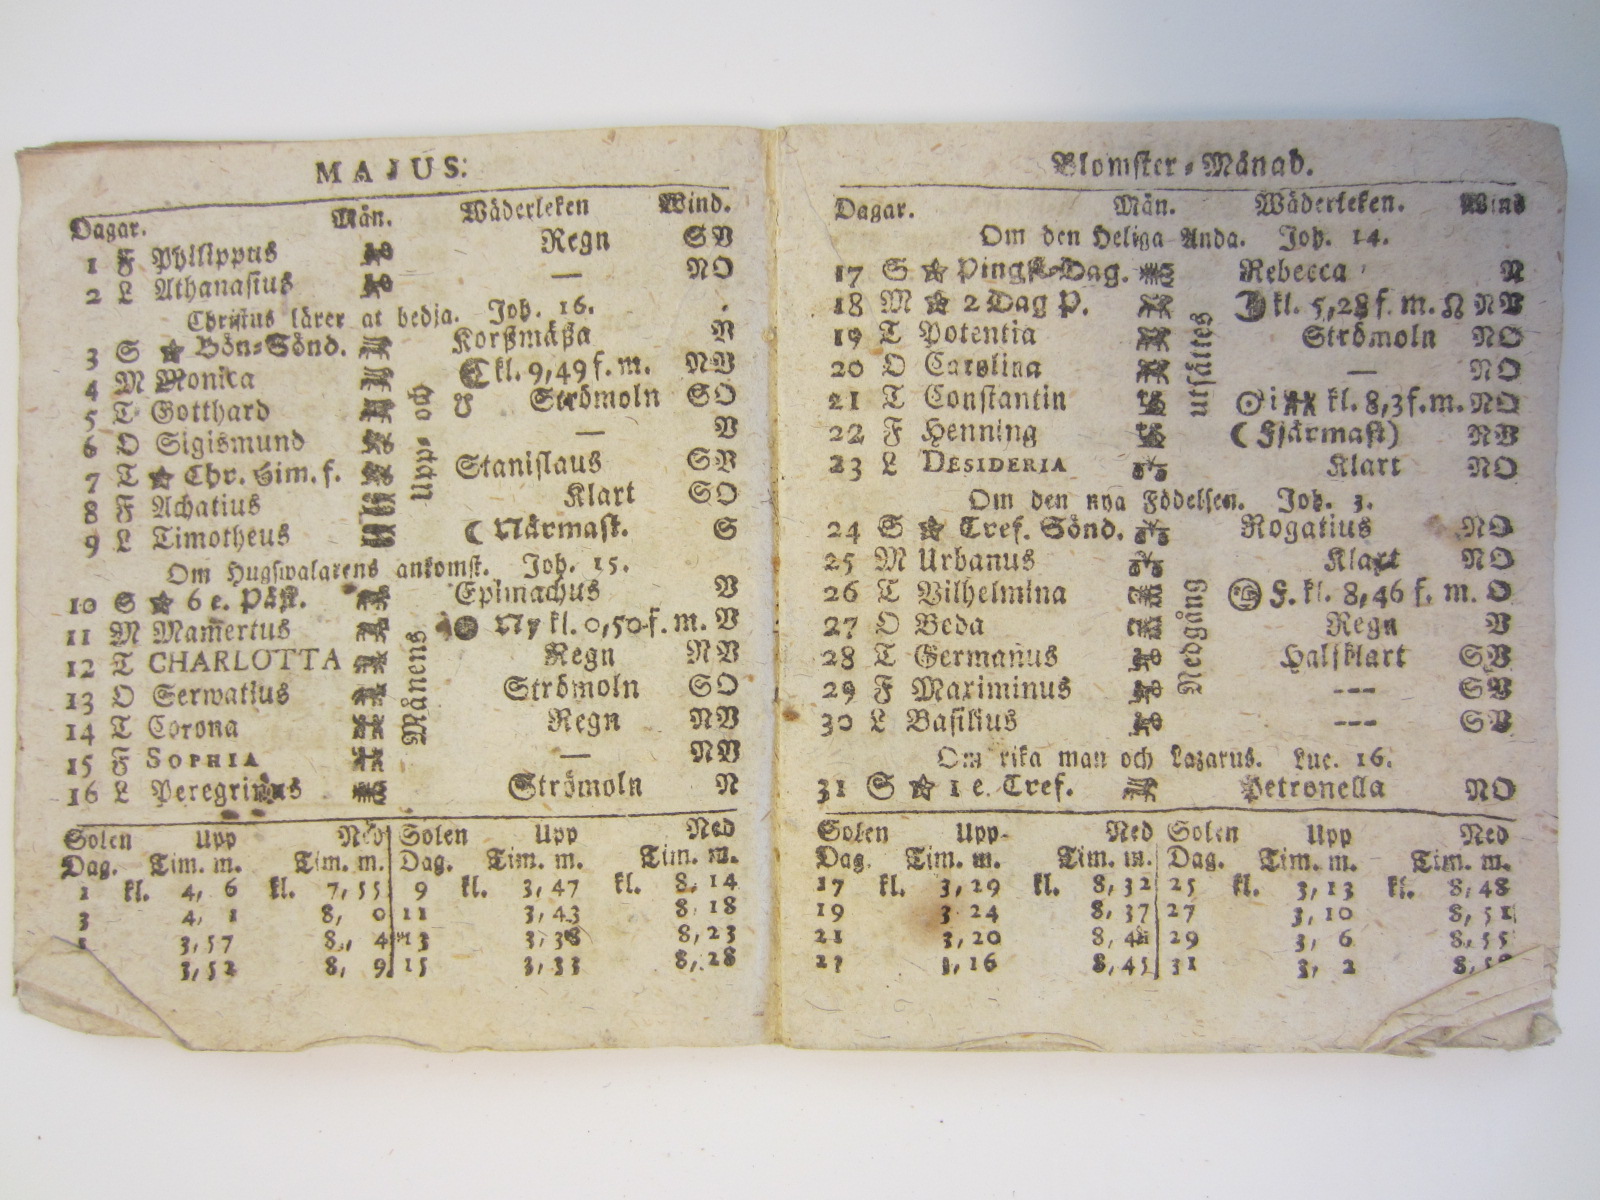 MAJUS.
Dagar. Mån. Wäderleken Wind.
1 F Philippus Regn SV
2 L Athanasius — NO
Christus lärer at bedja. Joh. 16.
3 S ☆ Bön-Sönd. Korßmäßa N
4 M Monica ☾ kl. 9,49 f. m. NV
5 T Gotthard ☋ Strömoln SO
6 O Sigismund — V
7 T ☆ Chr. Him. f. Stanislaus SV
8 F Achatius Klart SO
9 L Timotheus ☾ Närmast. S
Om Hugswalarens ankomst. Joh. 15.
10 S ☆ 6 e. Påsk. Epimachus V
11 M Mamertus ● Ny kl. 0,50 f. m. V
12 T CHARLOTTA Regn NV
13 O Serwatius Strömoln SO
14 T Corona Regn NV
15 F SOPHIA — NV
16 L Peregrinus Strömoln N
Månens upp- och
Solen Upp Ned Solen Upp Ned
Dag. Tim. m. Tim. m. Dag. Tim. m. Tim. m.
1 kl. 4, 6 kl. 7,55 9 kl. 3,47 kl. 8,14
3 4, 1 8, 0 11 3,43 8,18
3,57 8, 4 13 3,38 8,23
3,52 8, 9 15 3,33 8,28
Blomster-Månad.
Dagar. Mån. Wäderleken. Wind
Om den Heliga Anda. Joh. 14.
17 S ☆ Pingst-Dag. Rebecca N
18 M ☆ 2 Dag P. ☽ kl. 5,28 f. m. ☊ NV
19 T Potentia Strömoln NO
20 O Carolina — NO
21 T Constantin ☉ i ♊ kl. 8,3 f. m. NO
22 F Henning ☾ Fjärmast) NV
23 L DESIDERIA Klart NO
Om den nya Födelsen. Joh. 3.
24 S ☆ Tref. Sönd. Rogatius NO
25 M Urbanus Klart NO
26 T Vilhelmina F. kl. 8,46 f. m. O
27 O Beda Regn V
28 T Germanus Halfklart SV
29 F Maximinus --- SV
30 L Basilius --- SV
Om rika man och Lazarus. Luc. 16.
31 S ☆ 1 e. Tref. Petronella NO
utsättes Nedgång
Solen Upp- Ned Solen Upp Ned
Dag. Tim. m. Tim. m. Dag. Tim. m. Tim. m.
17 kl. 3,29 kl. 8,32 25 kl. 3,13 kl. 8,48
19 3 24 8,37 27 3,10 8,51
21 3,20 29 3, 6 8,55
3,16 8,45 31 3, 2